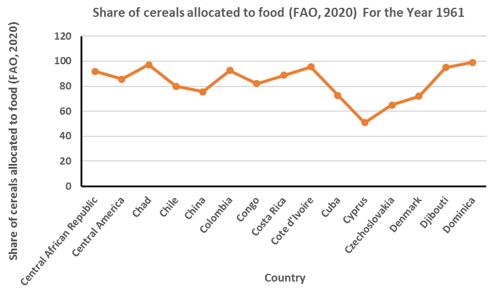 Share of cereals allocated to food (FAO, 2020)  For the Year 1961
Share of cereals allocated to food (FAO, 2020)
120
100
80
60
40
20
0
Central African Republic
Central America
Chad
Chile
China
Colombia
Congo
Costa Rica
Cote d'Ivoire
Cuba
Cyprus
Czechoslovakia
Denmark
Djibouti
Dominica
Country